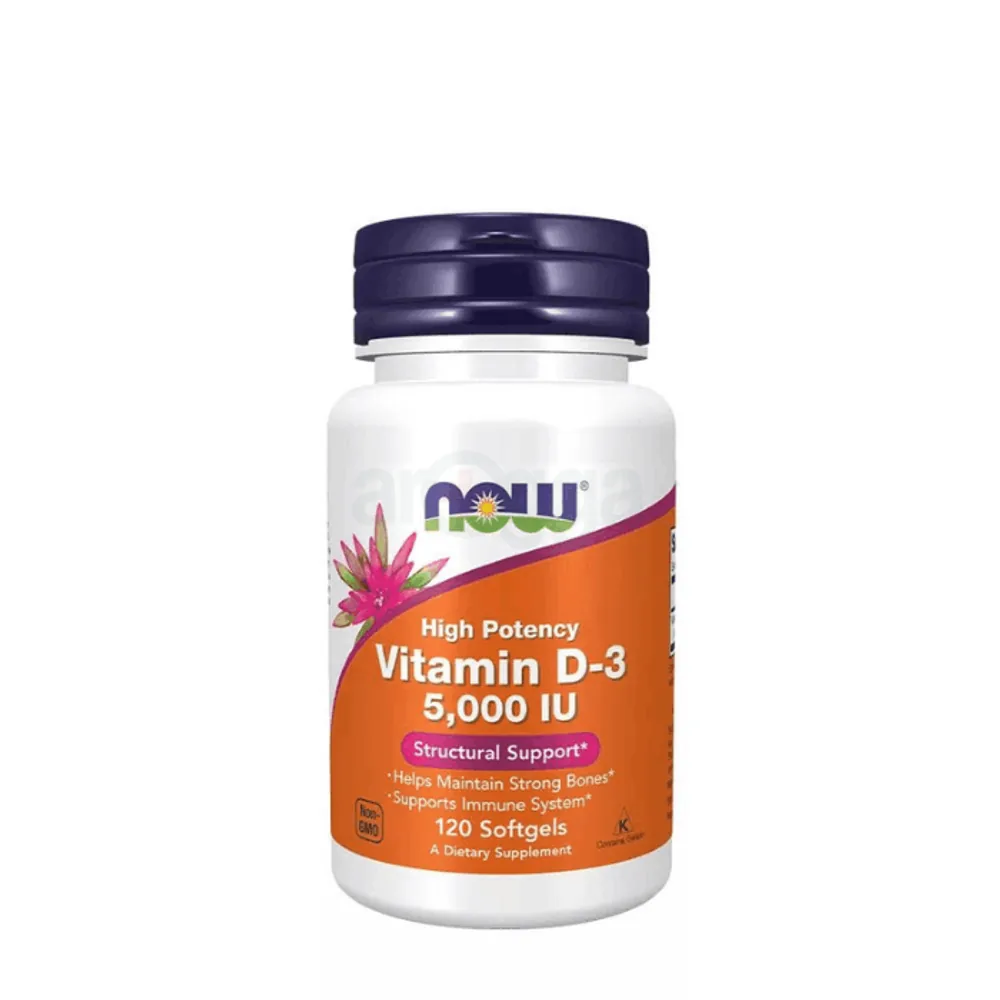 now®
High Potency
Vitamin D-3
5,000 IU
Structural Support*
• Helps Maintain Strong Bones*
• Supports Immune System*
120 Softgels
A Dietary Supplement
Non-
GMO
K